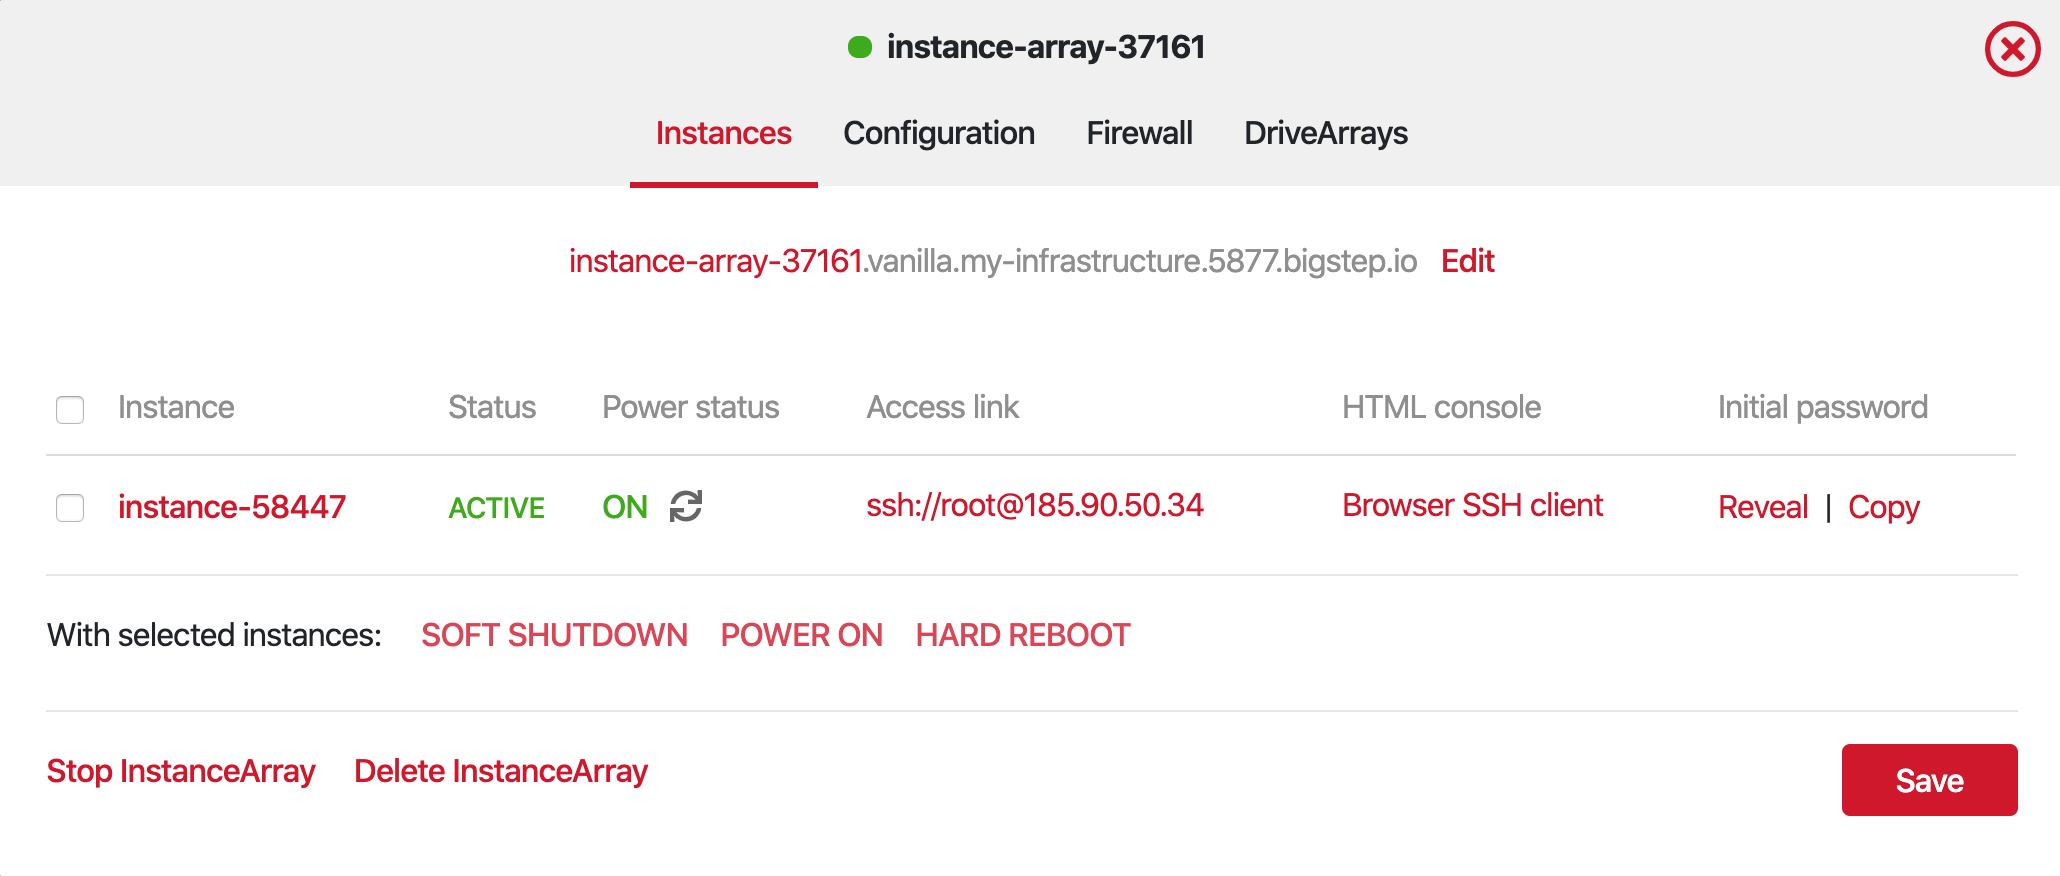 instance-array-37161
Instances Configuration Firewall DriveArrays
instance-array-37161.vanilla.my-infrastructure.5877.bigstep.io Edit
Instance Status Power status Access link HTML console Initial password
instance-58447 ACTIVE ON ssh://root@185.90.50.34 Browser SSH client Reveal | Copy
With selected instances: SOFT SHUTDOWN POWER ON HARD REBOOT
Stop InstanceArray Delete InstanceArray Save